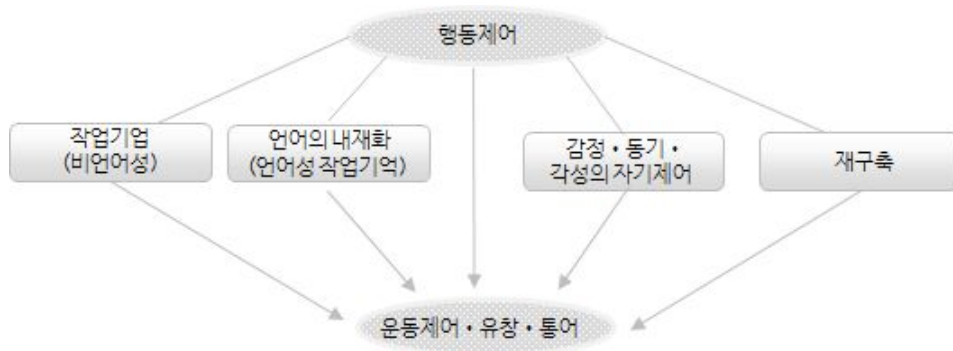 행동제어
작업기업
(비언어성)
언어의 내재화
(언어성 작업기억)
감정・동기・
각성의 자기제어
재구축
운동제어・유창・통어